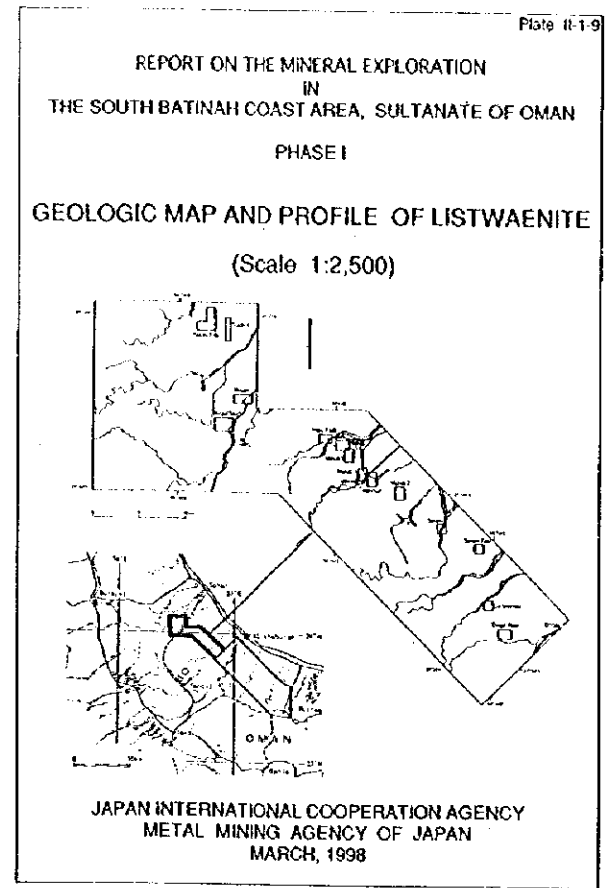 Plate II-1-9
REPORT ON THE MINERAL EXPLORATION
IN
THE SOUTH BATINAH COAST AREA, SULTANATE OF OMAN
PHASE I
GEOLOGIC MAP AND PROFILE OF LISTWAENITE
(Scale 1:2,500)
OMAN
JAPAN INTERNATIONAL COOPERATION AGENCY
METAL MINING AGENCY OF JAPAN
MARCH, 1998